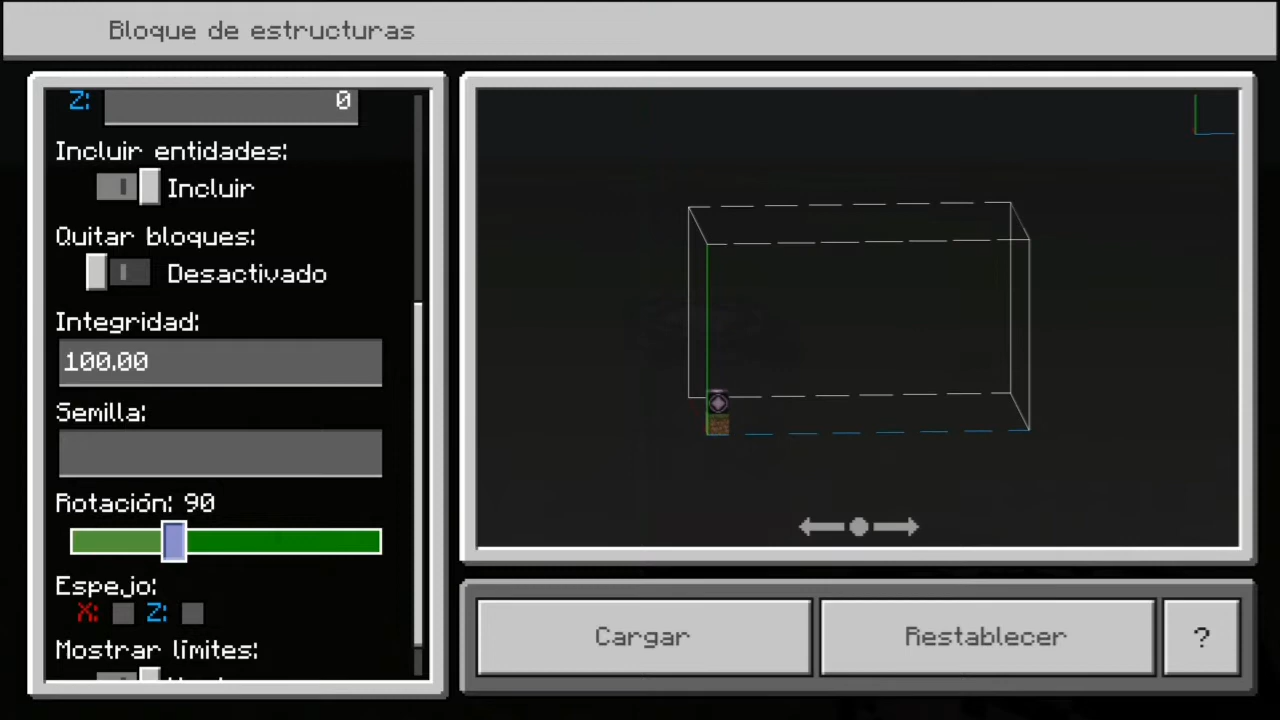 Bloque de estructuras
Z: 0
Incluir entidades:
Incluir
Quitar bloques:
Desactivado
Integridad:
100.00
Semilla:
Rotación: 90
Espejo:
X: Z:
Mostrar límites:
Cargar
Restablecer
?